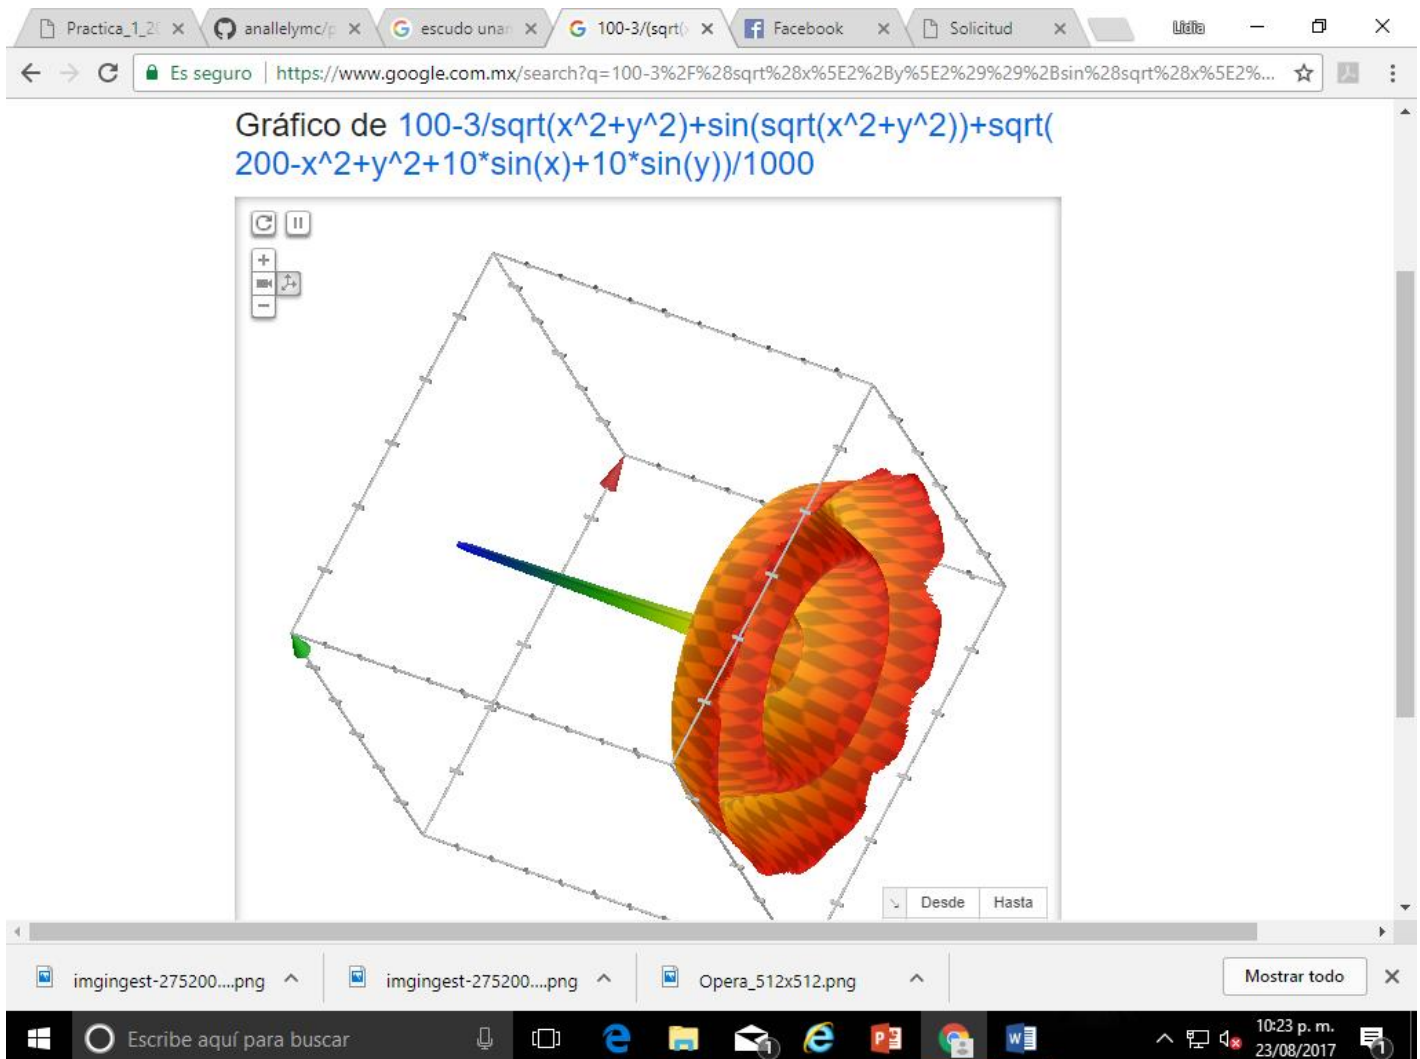 Practica_1_20
anallelymc/p
escudo unan
100-3/(sqrt(
Facebook
Solicitud
Lidia
Es seguro | https://www.google.com.mx/search?q=100-3%2F%28sqrt%28x%5E2%2By%5E2%29%29%2Bsin%28sqrt%28x%5E2%...
Gráfico de 100-3/sqrt(x^2+y^2)+sin(sqrt(x^2+y^2))+sqrt(
200-x^2+y^2+10*sin(x)+10*sin(y))/1000
Desde Hasta
imgingest-275200....png
imgingest-275200....png
Opera_512x512.png
Mostrar todo
Escribe aquí para buscar
10:23 p. m.
23/08/2017